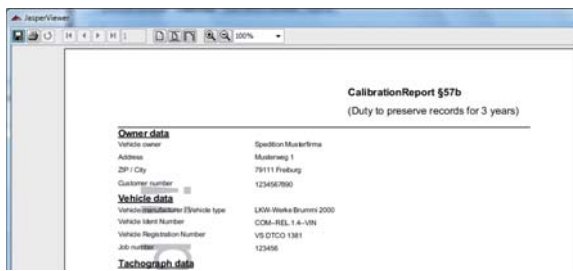 JasperViewer
1 100%
CalibrationReport §57b
(Duty to preserve records for 3 years)
Owner data
Vehicle owner Spedition Musterfirma
Address Musterweg 1
ZIP / City 79111 Freiburg
Customer number 1234567890
Vehicle data
Vehicle manufacturer / Vehicle type LKW-Werke Brummi 2000
Vehicle Ident Number COM-REL 1.4-VIN
Vehicle Registration Number VS DTCO 1381
Job number 123456
Tachograph data